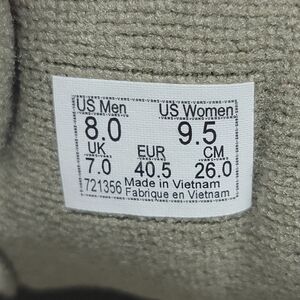 US Men US Women
8.0 9.5
UK EUR CM
7.0 40.5 26.0
721356 Made in Vietnam
Fabrique en Vietnam